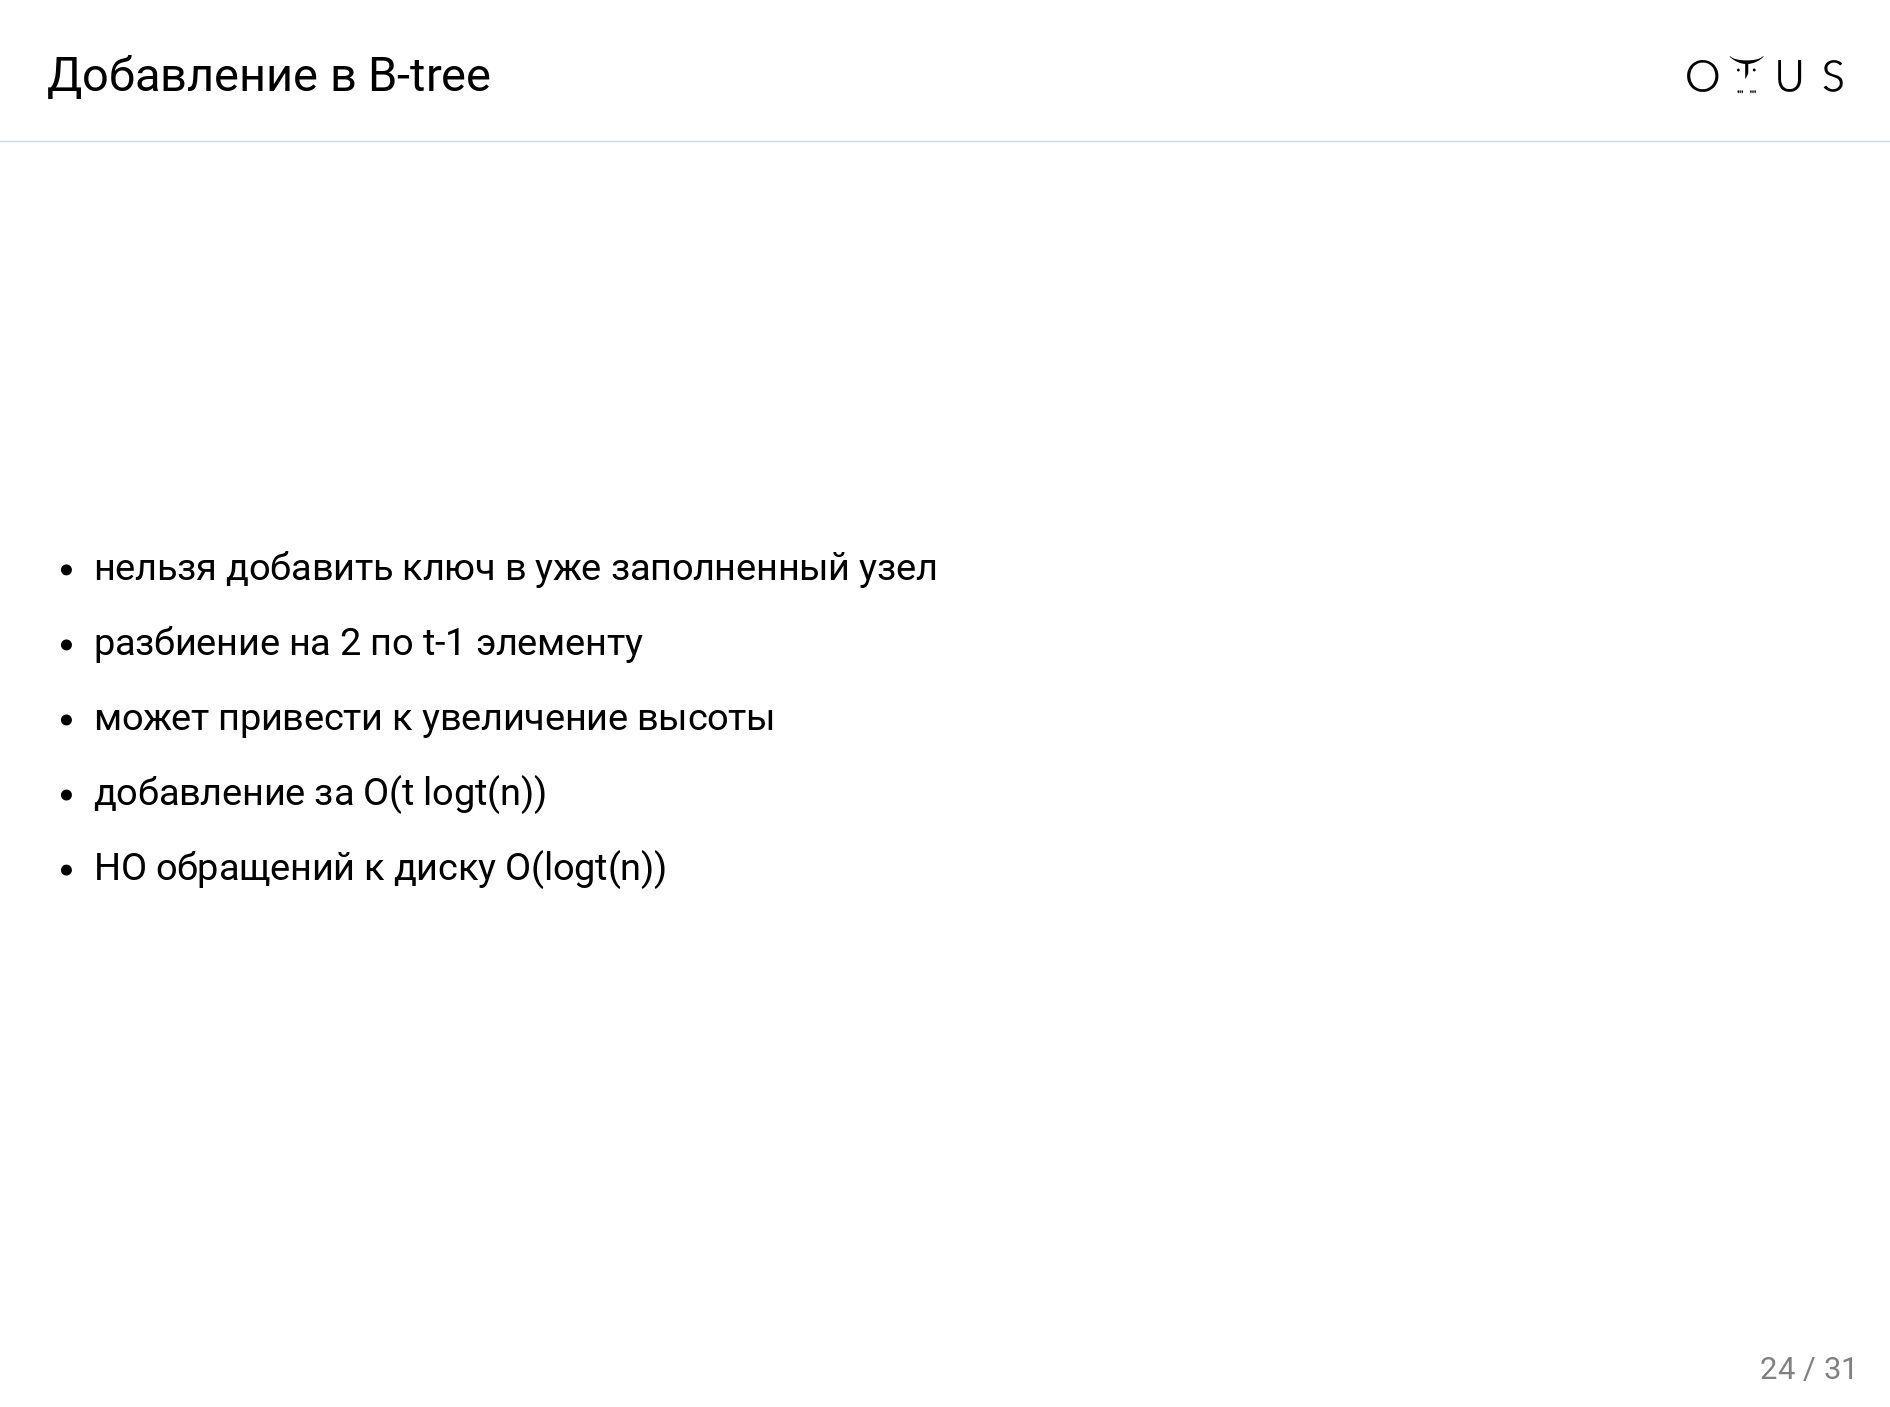 Добавление в B-tree
OTUS
нельзя добавить ключ в уже заполненный узел
разбиение на 2 по t-1 элементу
может привести к увеличение высоты
добавление за O(t logt(n))
НО обращений к диску O(logt(n))
24 / 31